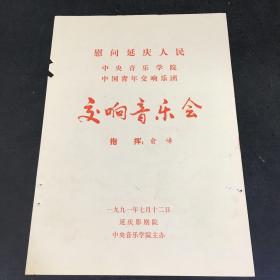 慰问延庆人民
中央音乐学院
中国青年交响乐团
交响音乐会
指挥：俞峰
一九九一年七月十二日
延庆影剧院
中央音乐学院主办